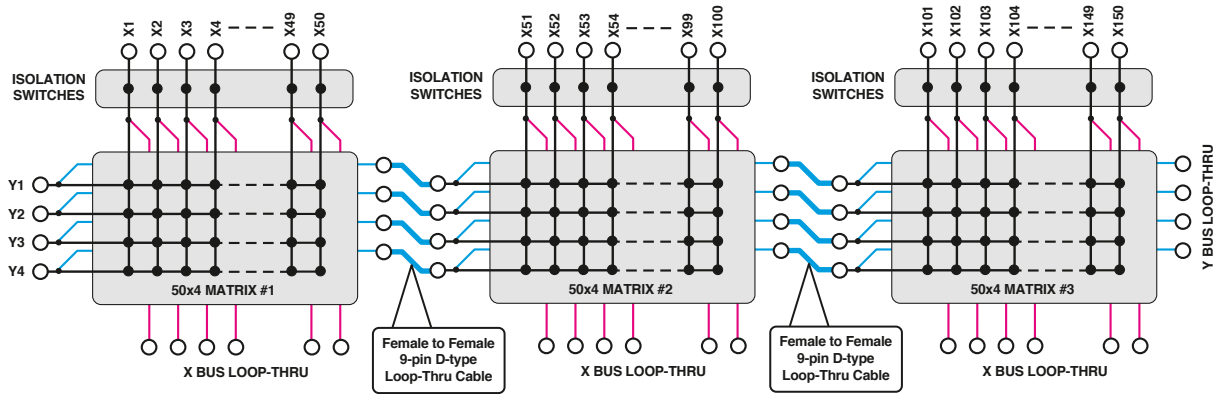 X1 X2 X3 X4 X49 X50
X51 X52 X53 X54 X99 X100
X101 X102 X103 X104 X149 X150
ISOLATION
SWITCHES
ISOLATION
SWITCHES
ISOLATION
SWITCHES
Y1
Y2
Y3
Y4
50x4 MATRIX #1
50x4 MATRIX #2
50x4 MATRIX #3
Y BUS LOOP-THRU
X BUS LOOP-THRU
Female to Female
9-pin D-type
Loop-Thru Cable
X BUS LOOP-THRU
Female to Female
9-pin D-type
Loop-Thru Cable
X BUS LOOP-THRU